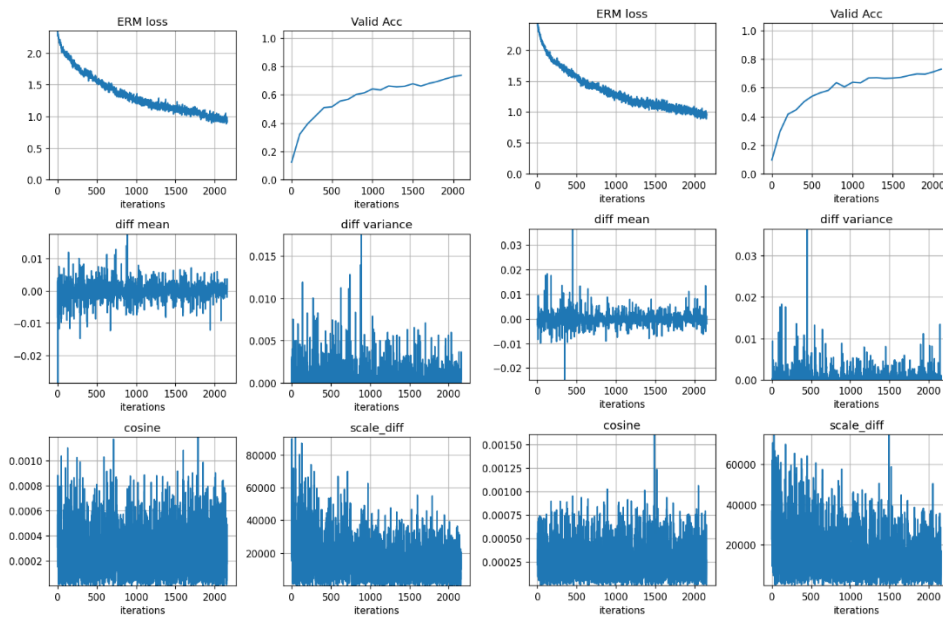 ERM loss
2.0
1.5
1.0
0.5
0.0
0 500 1000 1500 2000
iterations
Valid Acc
1.0
0.8
0.6
0.4
0.2
0.0
0 500 1000 1500 2000
iterations
ERM loss
2.0
1.5
1.0
0.5
0.0
0 500 1000 1500 2000
iterations
Valid Acc
1.0
0.8
0.6
0.4
0.2
0.0
0 500 1000 1500 2000
iterations
diff mean
0.01
0.00
−0.01
−0.02
0 500 1000 1500 2000
iterations
diff variance
0.015
0.010
0.005
0.000
0 500 1000 1500 2000
iterations
diff mean
0.03
0.02
0.01
0.00
−0.01
−0.02
0 500 1000 1500 2000
iterations
diff variance
0.03
0.02
0.01
0.00
0 500 1000 1500 2000
iterations
cosine
0.0010
0.0008
0.0006
0.0004
0.0002
0 500 1000 1500 2000
iterations
scale_diff
80000
60000
40000
20000
0 500 1000 1500 2000
iterations
cosine
0.00150
0.00125
0.00100
0.00075
0.00050
0.00025
0 500 1000 1500 2000
iterations
scale_diff
60000
40000
20000
0 500 1000 1500 2000
iterations